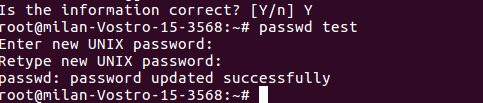 Is the information correct? [Y/n] Y
root@milan-Vostro-15-3568:~# passwd test
Enter new UNIX password:
Retype new UNIX password:
passwd: password updated successfully
root@milan-Vostro-15-3568:~#